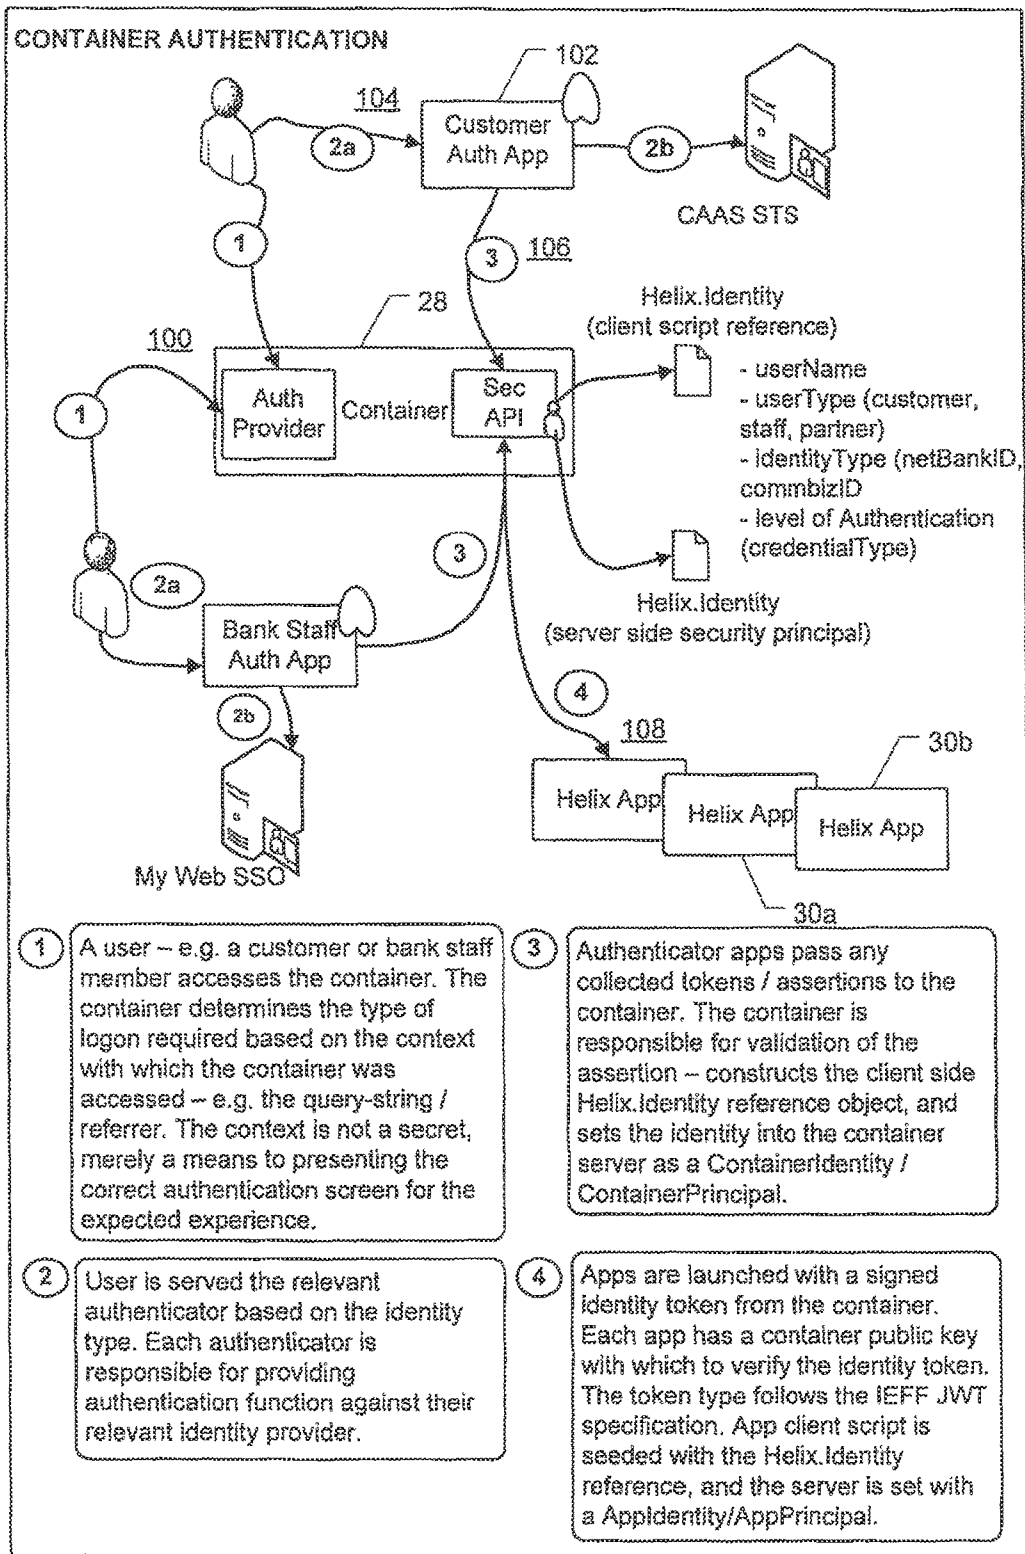 CONTAINER AUTHENTICATION
102
104
Customer
Auth App
2a
2b
CAAS STS
1
3
106
Helix.Identity
(client script reference)
28
100
Auth
Provider
Container
Sec
API
- userName
- userType (customer,
staff, partner)
- identityType (netBankID,
commbizID
- level of Authentication
(credentialType)
1
3
2a
Helix.Identity
(server side security principal)
Bank Staff
Auth App
2b
4
108
30b
Helix App
Helix App
Helix App
My Web SSO
30a
1
A user – e.g. a customer or bank staff
member accesses the container. The
container determines the type of
logon required based on the context
with which the container was
accessed – e.g. the query-string /
referrer. The context is not a secret,
merely a means to presenting the
correct authentication screen for the
expected experience.
3
Authenticator apps pass any
collected tokens / assertions to the
container. The container is
responsible for validation of the
assertion – constructs the client side
Helix.Identity reference object, and
sets the identity into the container
server as a ContainerIdentity /
ContainerPrincipal.
2
User is served the relevant
authenticator based on the identity
type. Each authenticator is
responsible for providing
authentication function against their
relevant identity provider.
4
Apps are launched with a signed
identity token from the container.
Each app has a container public key
with which to verify the identity token.
The token type follows the IEFF JWT
specification. App client script is
seeded with the Helix.Identity
reference, and the server is set with
a AppIdentity/AppPrincipal.